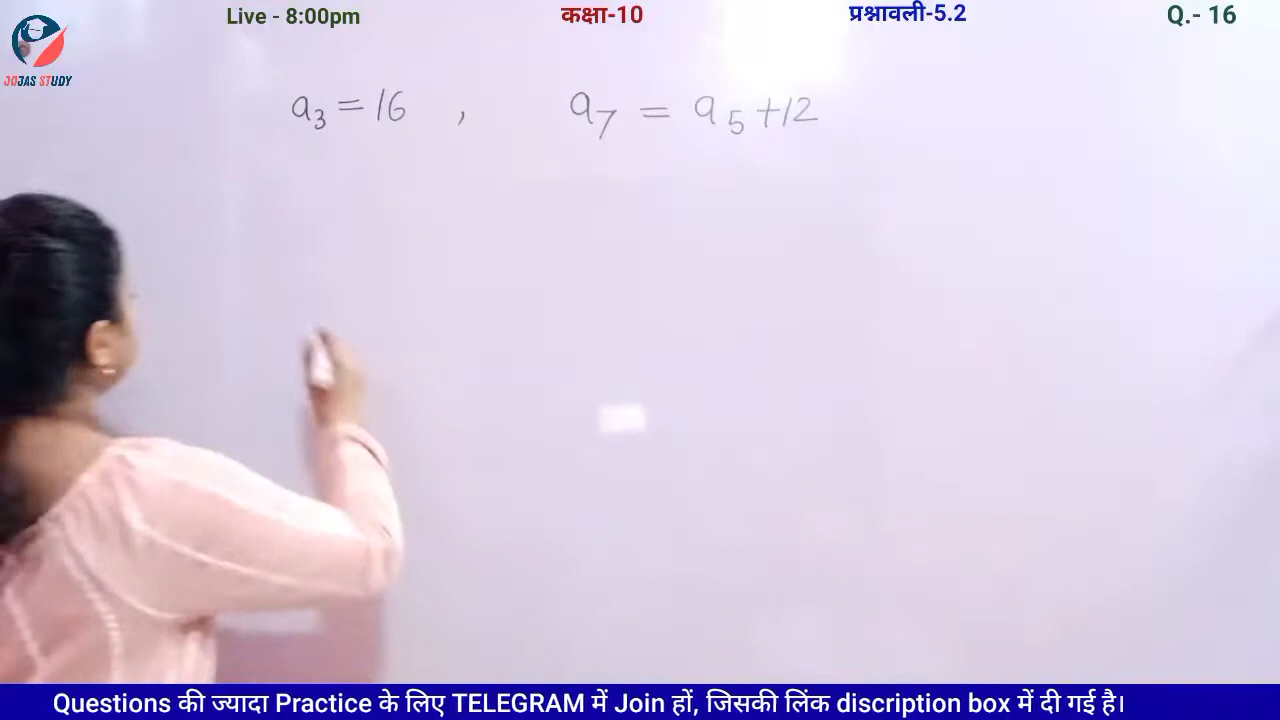 Live - 8:00pm कक्षा-10 प्रश्नावली-5.2 Q.- 16
JOJAS STUDY
a₃ = 16 , a₇ = a₅ + 12
Questions की ज्यादा Practice के लिए TELEGRAM में Join हों, जिसकी लिंक discription box में दी गई है।